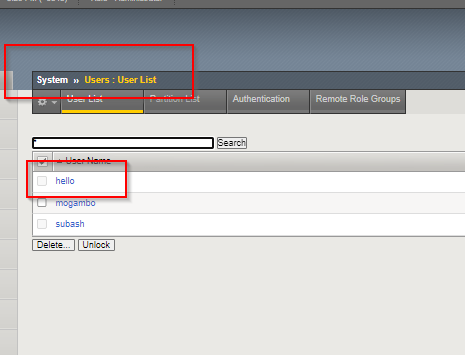 System » Users : User List
User List Partition List Authentication Remote Role Groups
* Search
User Name
hello
mogambo
subash
Delete... Unlock